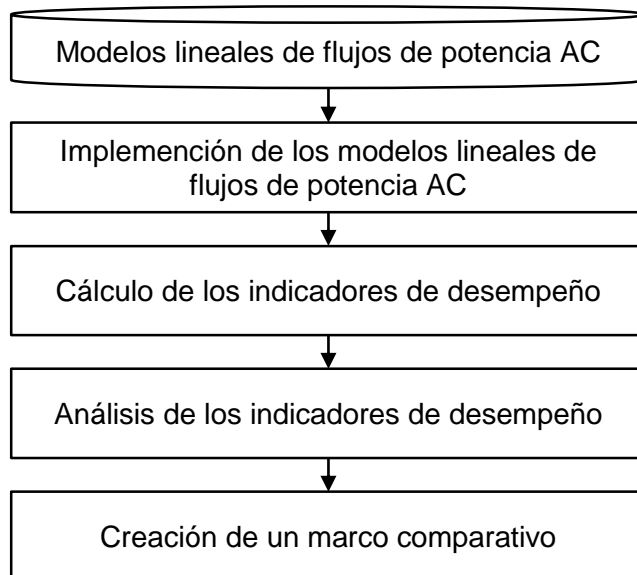 Modelos lineales de flujos de potencia AC
Implemención de los modelos lineales de
flujos de potencia AC
Cálculo de los indicadores de desempeño
Análisis de los indicadores de desempeño
Creación de un marco comparativo